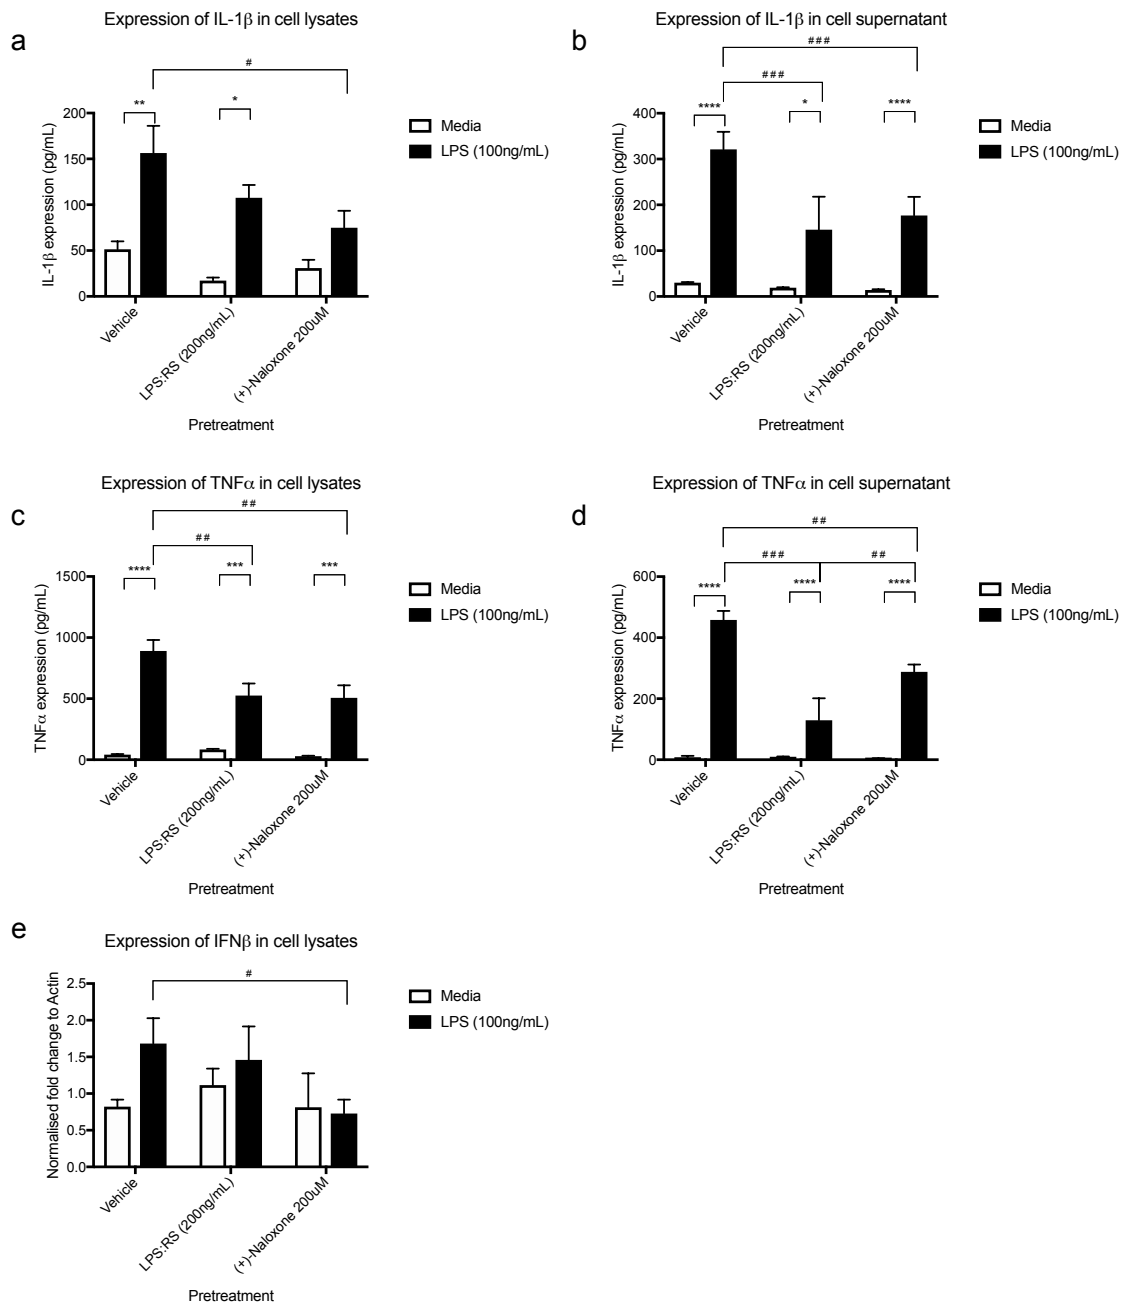 Expression of IL-1β in cell lysates
a
#
**
*
200
150
100
50
0
IL-1β expression (pg/mL)
Media
LPS (100ng/mL)
Vehicle
LPS:RS (200ng/mL)
(+)-Naloxone 200uM
Pretreatment
Expression of IL-1β in cell supernatant
b
###
###
****
*
****
400
300
200
100
0
IL-1β expression (pg/mL)
Media
LPS (100ng/mL)
Vehicle
LPS:RS (200ng/mL)
(+)-Naloxone 200uM
Pretreatment
Expression of TNFα in cell lysates
c
##
##
****
***
***
1500
1000
500
0
TNFα expression (pg/mL)
Media
LPS (100ng/mL)
Vehicle
LPS:RS (200ng/mL)
(+)-Naloxone 200uM
Pretreatment
Expression of TNFα in cell supernatant
d
##
###
##
****
****
****
600
400
200
0
TNFα expression (pg/mL)
Media
LPS (100ng/mL)
Vehicle
LPS:RS (200ng/mL)
(+)-Naloxone 200uM
Pretreatment
e
Expression of IFNβ in cell lysates
#
2.5
2.0
1.5
1.0
0.5
0.0
Normalised fold change to Actin
Media
LPS (100ng/mL)
Vehicle
LPS:RS (200ng/mL)
(+)-Naloxone 200uM
Pretreatment